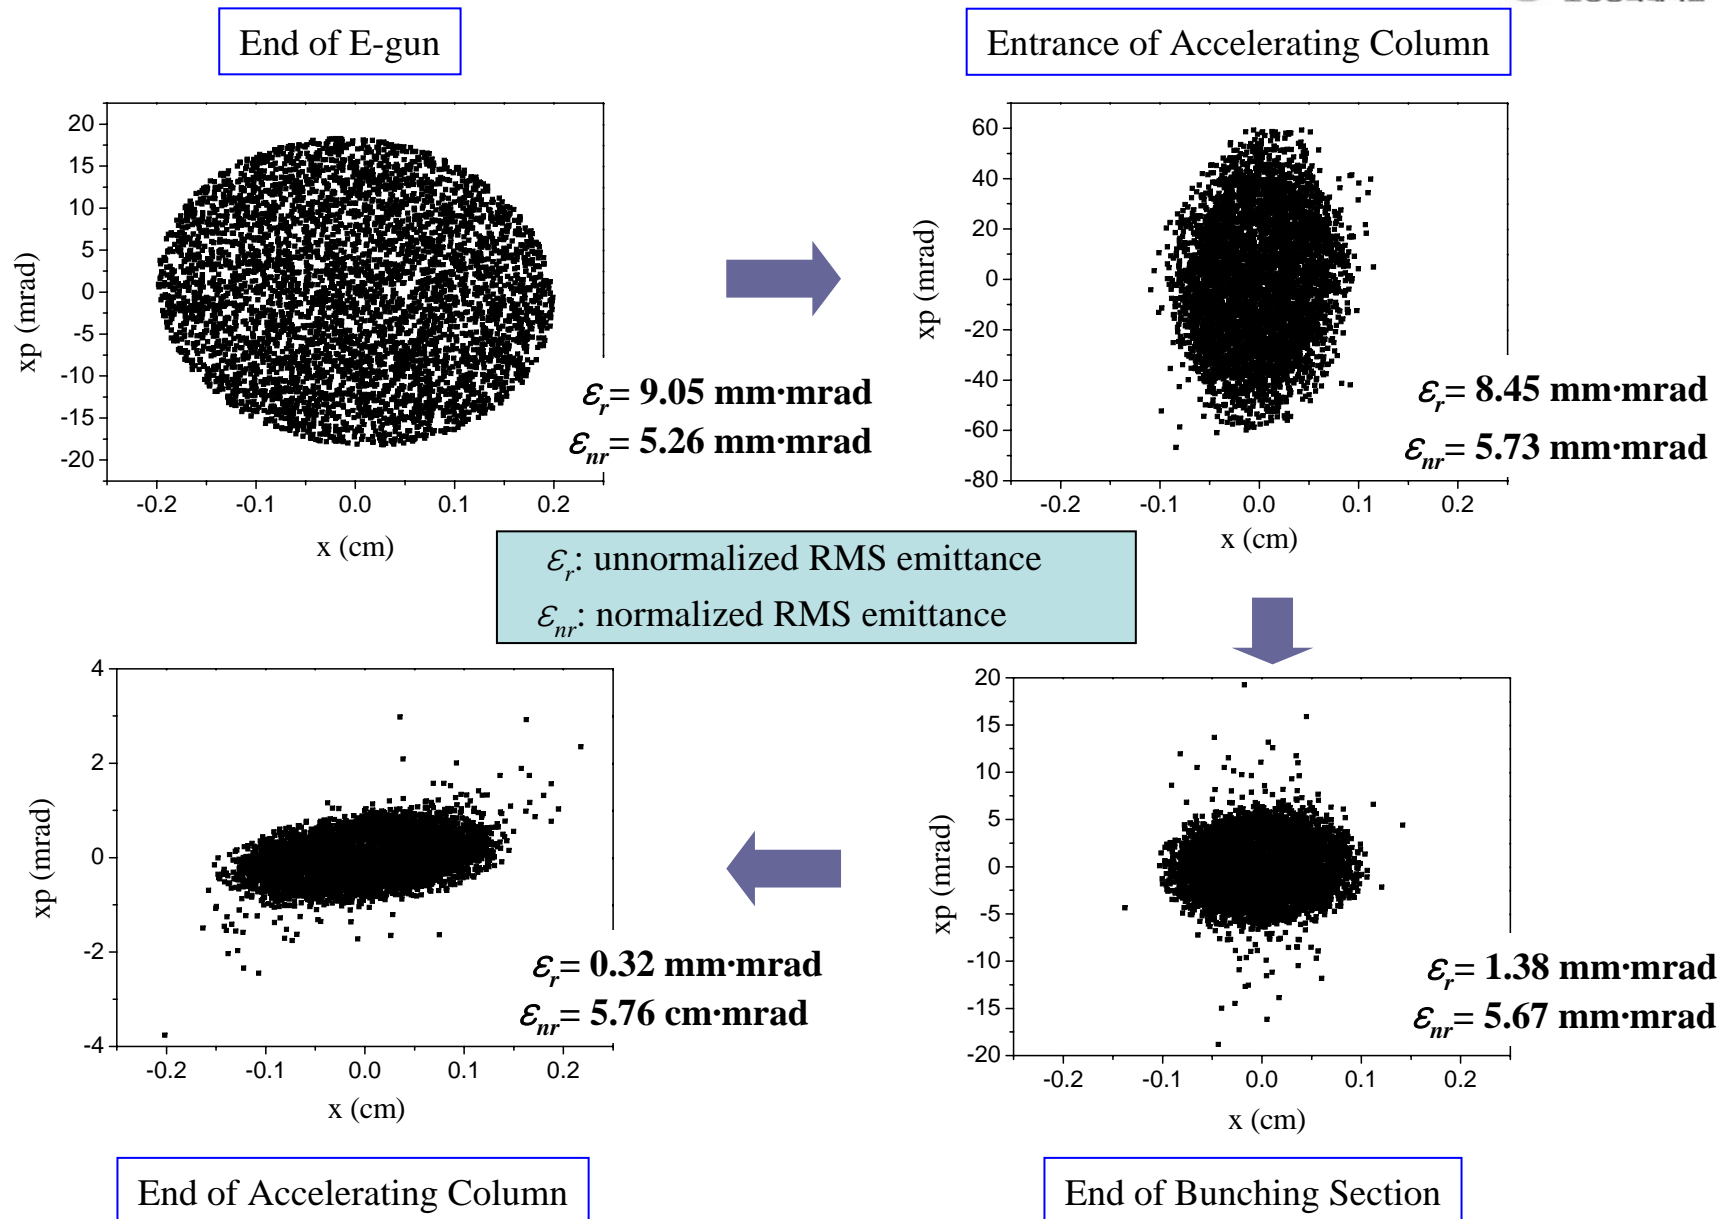 End of E-gun
Entrance of Accelerating Column
20
15
10
5
0
-5
-10
-15
-20
-0.2 -0.1 0.0 0.1 0.2
xp (mrad)
x (cm)
εr= 9.05 mm·mrad
εnr= 5.26 mm·mrad
60
40
20
0
-20
-40
-60
-80
-0.2 -0.1 0.0 0.1 0.2
xp (mrad)
x (cm)
εr= 8.45 mm·mrad
εnr= 5.73 mm·mrad
εr: unnormalized RMS emittance
εnr: normalized RMS emittance
4
2
0
-2
-4
-0.2 -0.1 0.0 0.1 0.2
xp (mrad)
x (cm)
εr= 0.32 mm·mrad
εnr= 5.76 cm·mrad
20
15
10
5
0
-5
-10
-15
-20
-0.2 -0.1 0.0 0.1 0.2
xp (mrad)
x (cm)
εr= 1.38 mm·mrad
εnr= 5.67 mm·mrad
End of Accelerating Column
End of Bunching Section